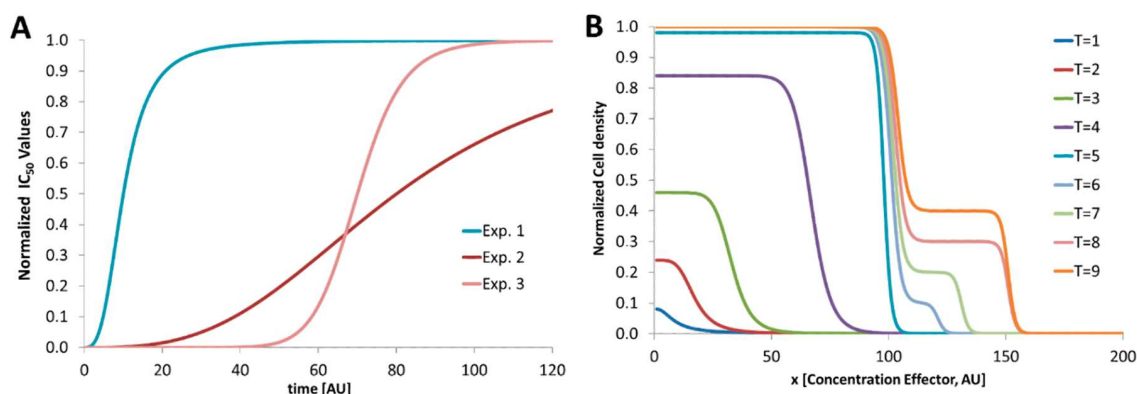 A
Normalized IC50 Values
1.0
0.9
0.8
0.7
0.6
0.5
0.4
0.3
0.2
0.1
0.0
0 20 40 60 80 100 120
time [AU]
Exp. 1
Exp. 2
Exp. 3
B
Normalized Cell density
1.0
0.9
0.8
0.7
0.6
0.5
0.4
0.3
0.2
0.1
0.0
0 50 100 150 200
x [Concentration Effector, AU]
T=1
T=2
T=3
T=4
T=5
T=6
T=7
T=8
T=9